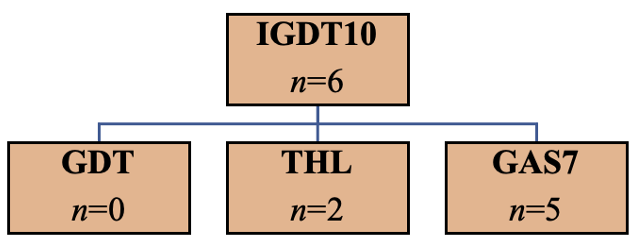 IGDT10
n=6
GDT
n=0
THL
n=2
GAS7
n=5